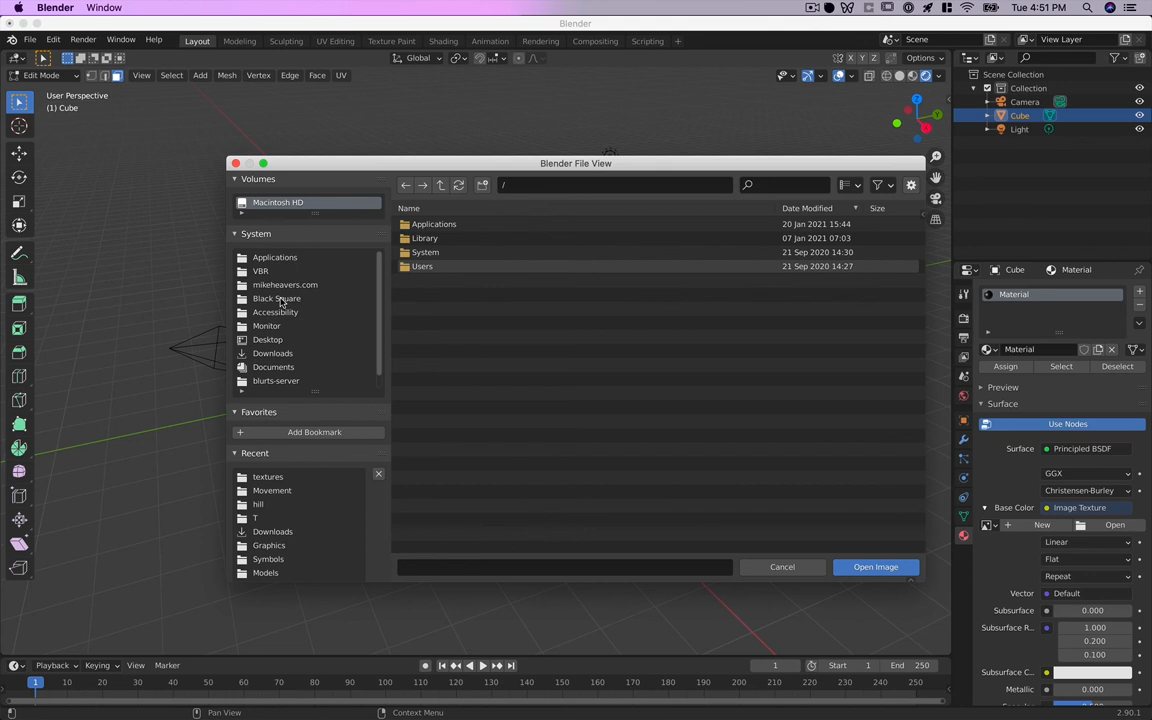 Blender Window Tue 4:51 PM
Blender
File Edit Render Window Help Layout Modeling Sculpting UV Editing Texture Paint Shading Animation Rendering Compositing Scripting + Scene View Layer
Global X Y Z Options
Edit Mode View Select Add Mesh Vertex Edge Face UV
Scene Collection
Collection
Camera
Cube
Light
User Perspective
(1) Cube
Blender File View
Volumes
Macintosh HD
System
Applications
VBR
mikeheavers.com
Black Square
Accessibility
Monitor
Desktop
Downloads
Documents
blurts-server
Favorites
+ Add Bookmark
Recent
textures
Movement
hill
T
Downloads
Graphics
Symbols
Models
/
Name Date Modified Size
Applications 20 Jan 2021 15:44
Library 07 Jan 2021 07:03
System 21 Sep 2020 14:30
Users 21 Sep 2020 14:27
Cancel Open Image
Cube Material
Material
Material
Assign Select Deselect
Preview
Surface
Use Nodes
Surface Principled BSDF
GGX
Christensen-Burley
Base Color Image Texture
+ New Open
Linear
Flat
Repeat
Vector Default
Subsurface 0.000
Subsurface R... 1.000
0.200
0.100
Subsurface C...
Metallic 0.000
Playback Keying View Marker 1 Start 1 End 250
1 10 20 30 40 50 60 70 80 90 100 110 120 130 140 150 160 170 180 190 200 210 220 230 240 250
Select Pan View Context Menu 2.90.1